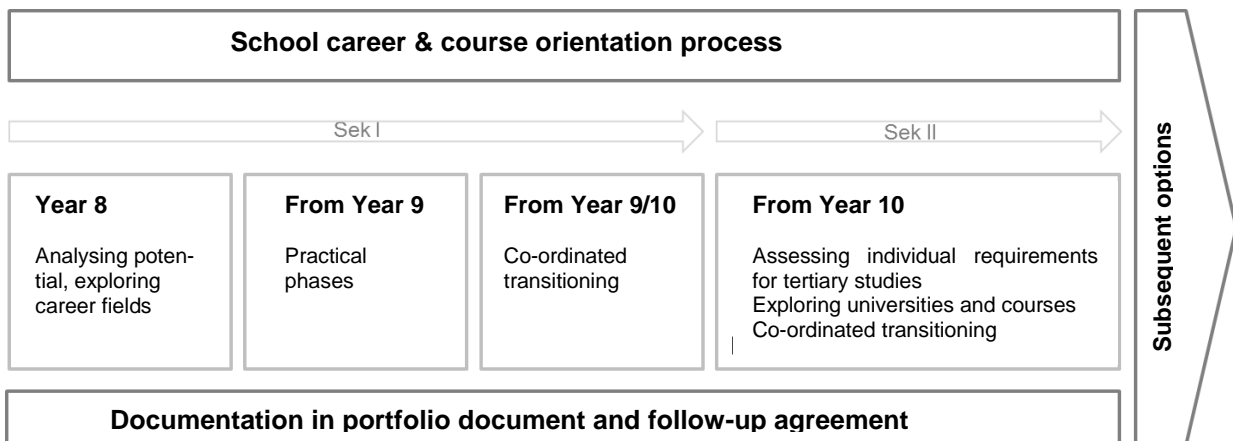 School career & course orientation process
Sek I
Sek II
Year 8
Analysing poten-
tial, exploring
career fields
From Year 9
Practical
phases
From Year 9/10
Co-ordinated
transitioning
From Year 10
Assessing individual requirements
for tertiary studies
Exploring universities and courses
Co-ordinated transitioning
Subsequent options
Documentation in portfolio document and follow-up agreement